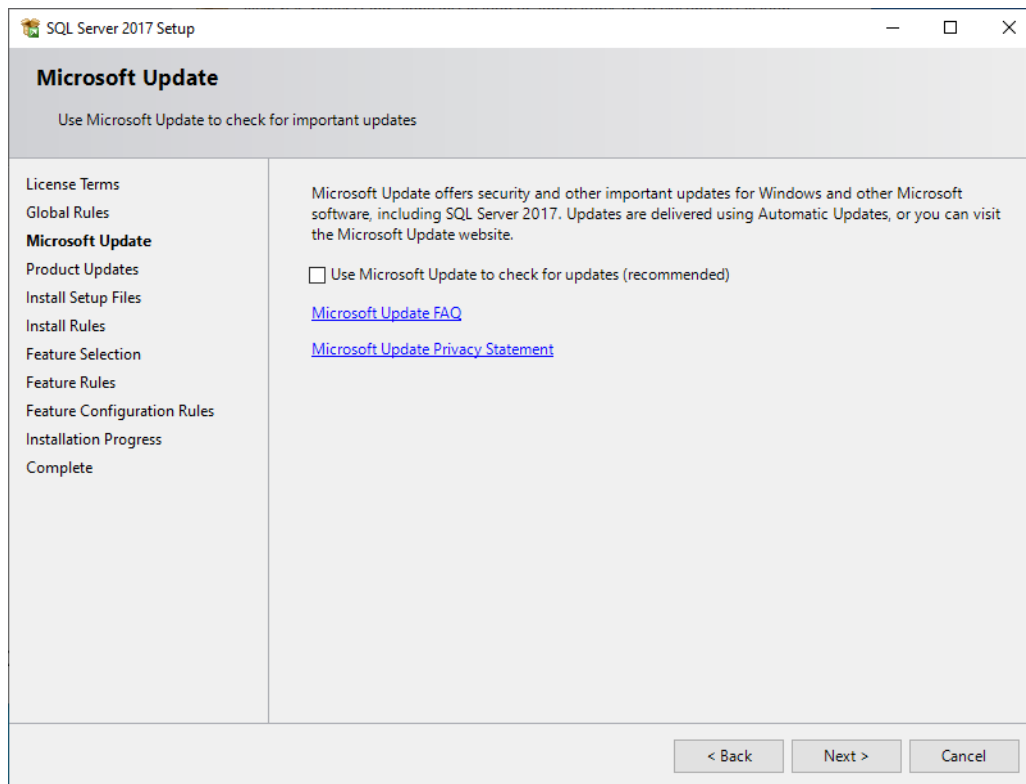 SQL Server 2017 Setup
Microsoft Update
Use Microsoft Update to check for important updates
License Terms
Global Rules
Microsoft Update
Product Updates
Install Setup Files
Install Rules
Feature Selection
Feature Rules
Feature Configuration Rules
Installation Progress
Complete
Microsoft Update offers security and other important updates for Windows and other Microsoft
software, including SQL Server 2017. Updates are delivered using Automatic Updates, or you can visit
the Microsoft Update website.
Use Microsoft Update to check for updates (recommended)
Microsoft Update FAQ
Microsoft Update Privacy Statement
< Back
Next >
Cancel